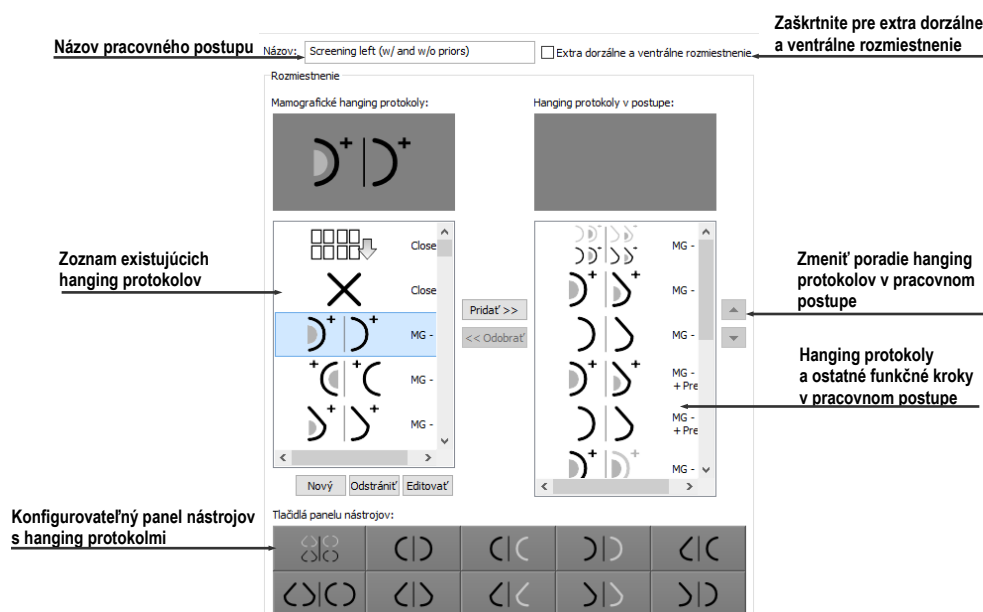 Zaškrtnite pre extra dorzálne
a ventrálne rozmiestnenie
Názov pracovného postupu
Názov:
Screening left (w/ and w/o priors)
Extra dorzálne a ventrálne rozmiestnenie
Rozmiestnenie
Mamografické hanging protokoly:
Hanging protokoly v postupe:
Zoznam existujúcich
hanging protokolov
Close
Close
MG -
MG -
MG -
Pridať >>
<< Odobrať
MG -
MG -
MG -
MG -
+ Pre
MG -
+ Pre
MG -
Zmeniť poradie hanging
protokolov v pracovnom
postupe
Hanging protokoly
a ostatné funkčné kroky
v pracovnom postupe
Nový
Odstrániť
Editovať
Konfigurovateľný panel nástrojov
s hanging protokolmi
Tlačidlá panelu nástrojov: